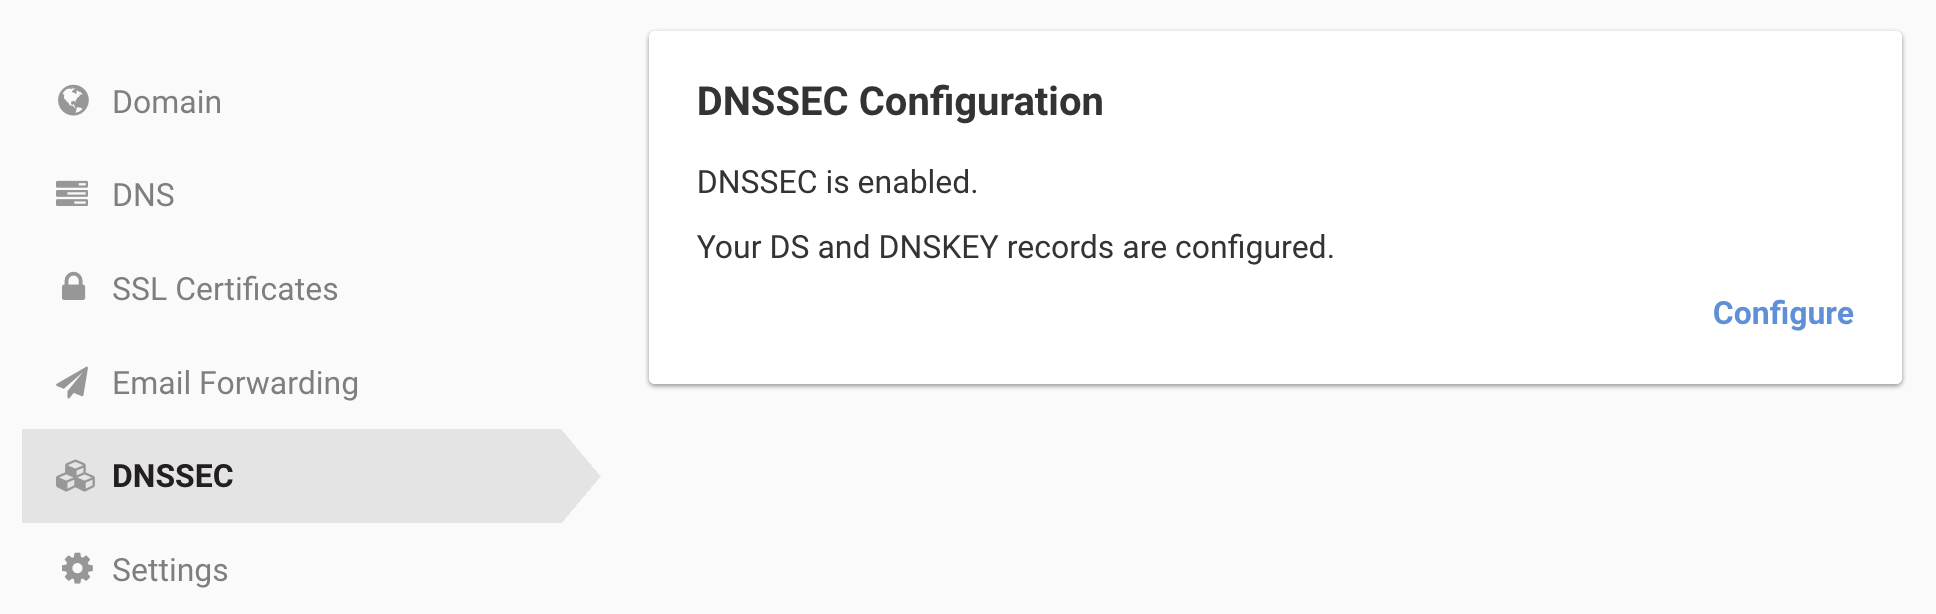 Domain
DNS
SSL Certificates
Email Forwarding
DNSSEC
Settings
DNSSEC Configuration
DNSSEC is enabled.
Your DS and DNSKEY records are configured.
Configure